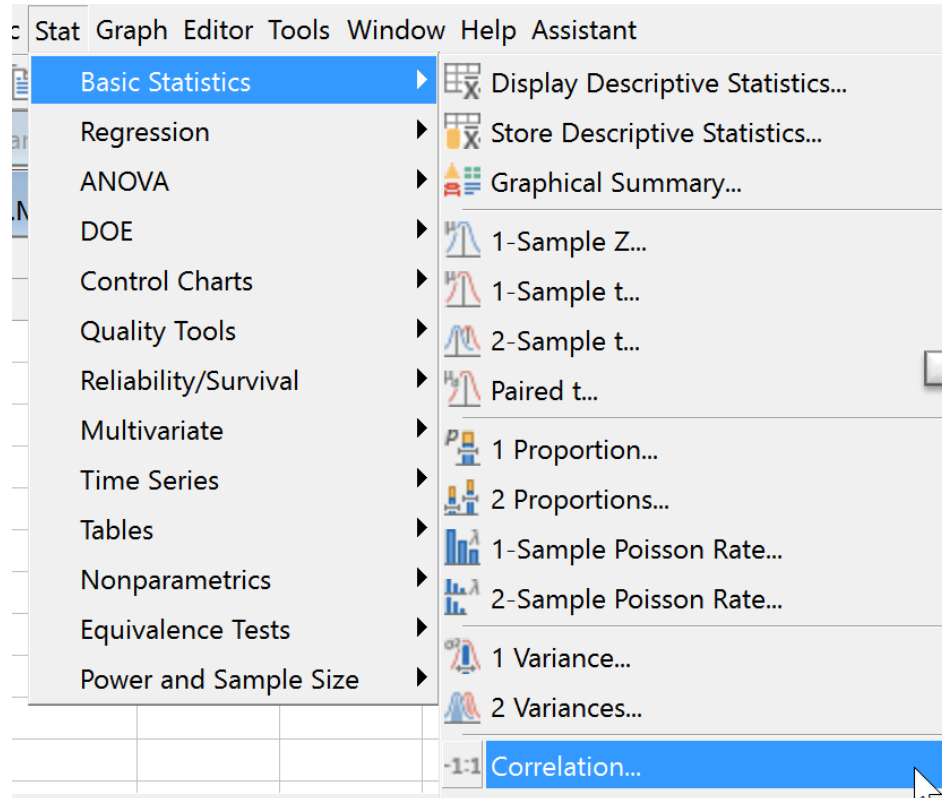 Stat Graph Editor Tools Window Help Assistant
Basic Statistics
Regression
ANOVA
DOE
Control Charts
Quality Tools
Reliability/Survival
Multivariate
Time Series
Tables
Nonparametrics
Equivalence Tests
Power and Sample Size
Display Descriptive Statistics...
Store Descriptive Statistics...
Graphical Summary...
1-Sample Z...
1-Sample t...
2-Sample t...
Paired t...
1 Proportion...
2 Proportions...
1-Sample Poisson Rate...
2-Sample Poisson Rate...
1 Variance...
2 Variances...
-1:1 Correlation...